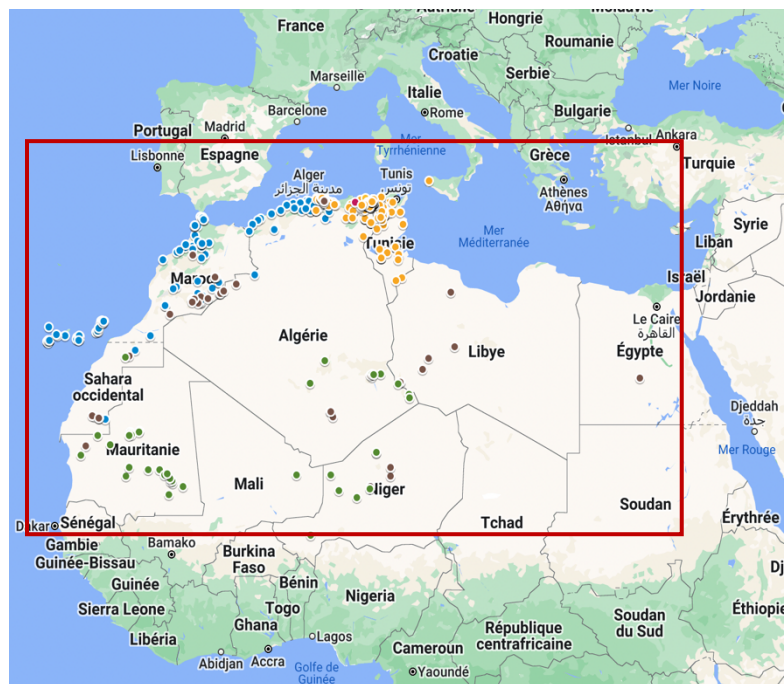 Autriche
Moldavie
Hongrie
France
Roumanie
Croatie
Serbie
Marseille
Mer Noire
Italie
Barcelone
Rome
Bulgarie
Portugal
Madrid
Istanbul
Ankara
Mer
Tyrrhénienne
Lisbonne
Espagne
Grèce
Turquie
Alger
مدينة الجزائر
Tunis
تونس
Athènes
Αθήνα
Syrie
Mer
Méditerranée
Liban
Tunisie
Israël
Maroc
Jordanie
Le Caire
القاهرة
Algérie
Libye
Égypte
Sahara
occidental
Djeddah
جدة
Mauritanie
Mer Rouge
Mali
Niger
Soudan
Dakar
Sénégal
Tchad
Érythrée
Gambie
Bamako
Guinée-Bissau
Burkina
Faso
Guinée
Bénin
Nigeria
Dj
Sierra Leone
Togo
Ghana
Soudan
du Sud
Éthiopie
Libéria
Lagos
République
centrafricaine
Abidjan
Accra
Cameroun
Golfe de
Guinée
Yaoundé